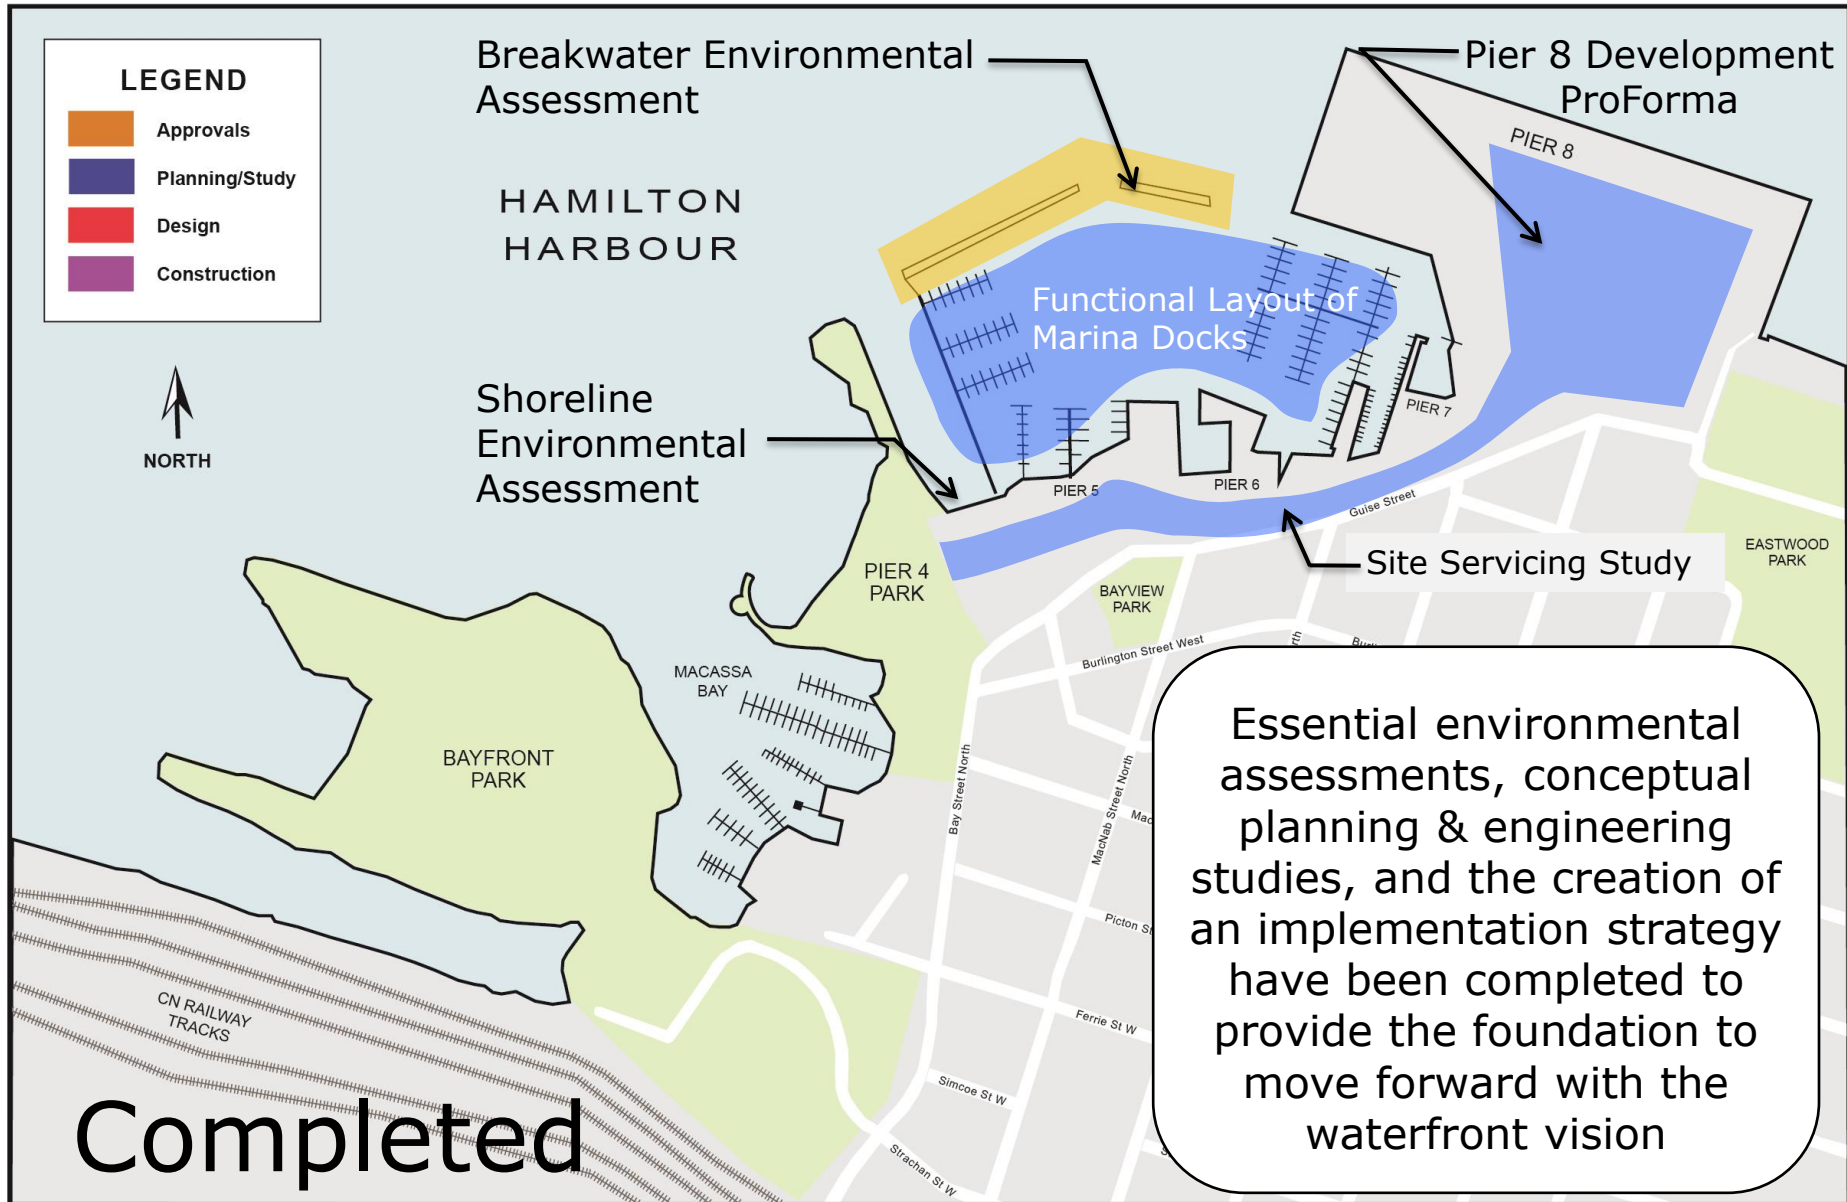 LEGEND
Approvals
Planning/Study
Design
Construction
Breakwater Environmental
Assessment
Pier 8 Development
ProForma
PIER 8
HAMILTON
HARBOUR
Functional Layout of
Marina Docks
NORTH
Shoreline
Environmental
Assessment
PIER 7
PIER 5
PIER 6
Guise Street
Site Servicing Study
EASTWOOD
PARK
PIER 4
PARK
BAYVIEW
PARK
Burlington Street West
MACASSA
BAY
BAYFRONT
PARK
Bay Street North
MacNab Street North
Picton St
Ferrie St W
Simcoe St W
Strachan St W
CN RAILWAY
TRACKS
Essential environmental
assessments, conceptual
planning & engineering
studies, and the creation of
an implementation strategy
have been completed to
provide the foundation to
move forward with the
waterfront vision
Completed